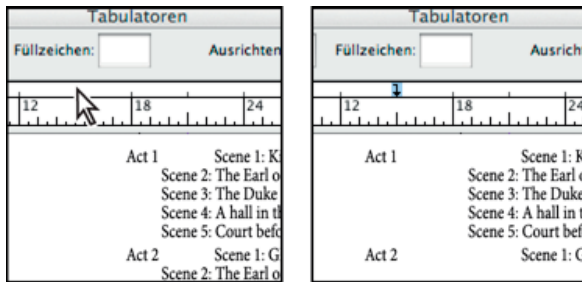 Tabulatoren
Füllzeichen: Ausrichten
12 18 24
Act 1 Scene 1: Ki
Scene 2: The Earl o
Scene 3: The Duke
Scene 4: A hall in th
Scene 5: Court befo
Act 2 Scene 1: G
Scene 2: The Earl o
Tabulatoren
Füllzeichen: Ausricht
12 18 24
Act 1 Scene 1: K
Scene 2: The Earl o
Scene 3: The Duke
Scene 4: A hall in t
Scene 5: Court bef
Act 2 Scene 1: G